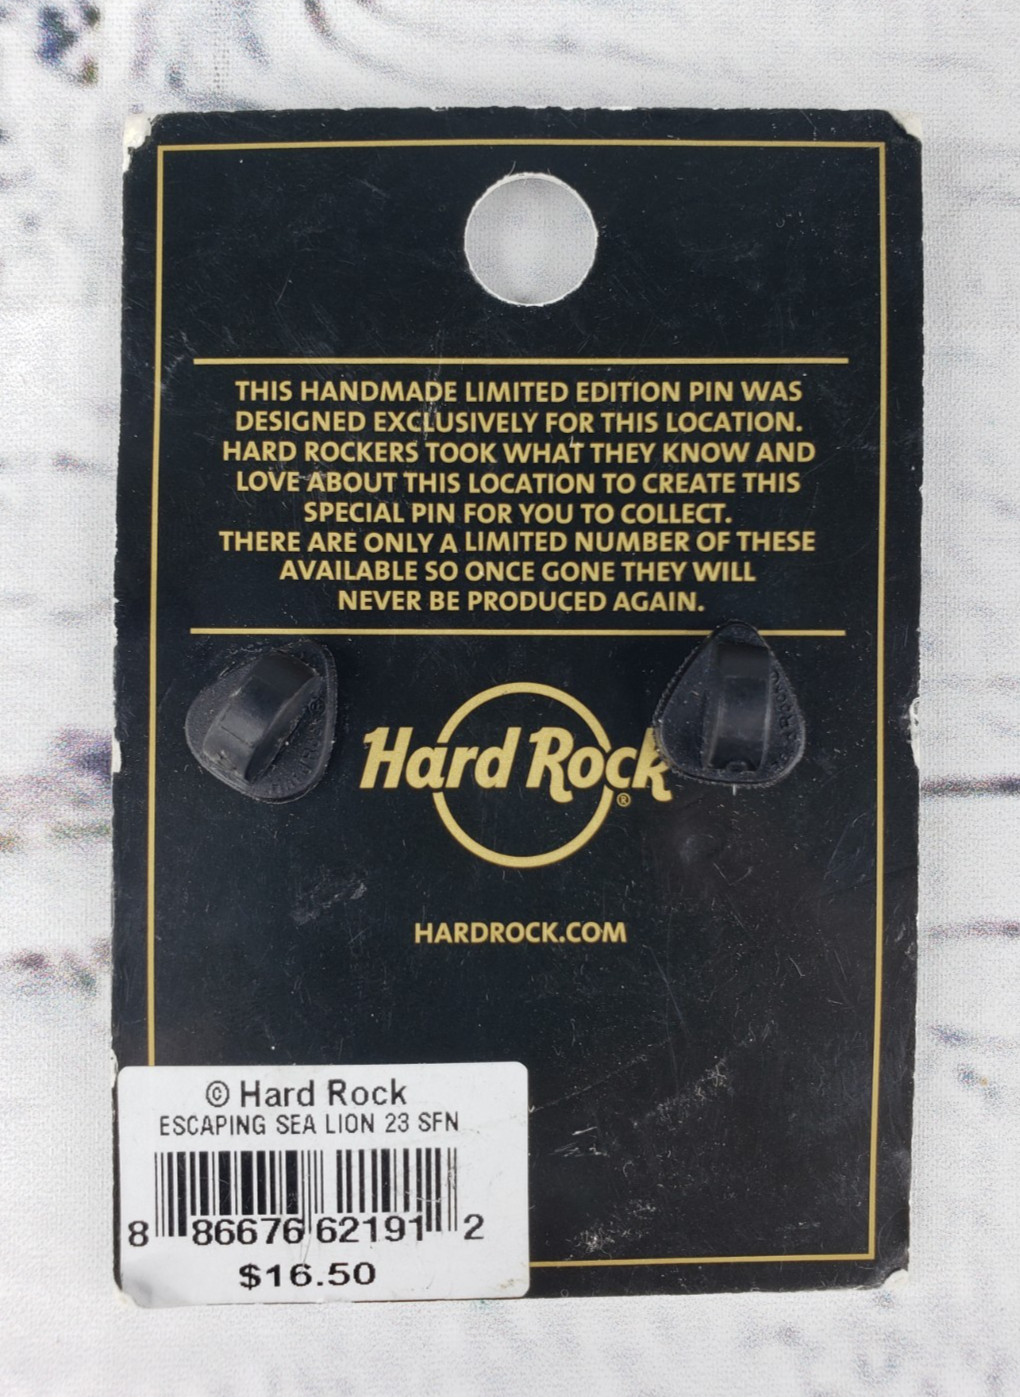 THIS HANDMADE LIMITED EDITION PIN WAS
DESIGNED EXCLUSIVELY FOR THIS LOCATION.
HARD ROCKERS TOOK WHAT THEY KNOW AND
LOVE ABOUT THIS LOCATION TO CREATE THIS
SPECIAL PIN FOR YOU TO COLLECT.
THERE ARE ONLY A LIMITED NUMBER OF THESE
AVAILABLE SO ONCE GONE THEY WILL
NEVER BE PRODUCED AGAIN.
Hard Rock ®
HARDROCK.COM
© Hard Rock
ESCAPING SEA LION 23 SFN
8 86676 62191 2
$16.50